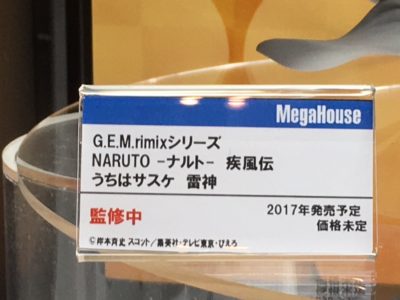 MegaHouse
G.E.M.rimixシリーズ
NARUTO −ナルト− 疾風伝
うちはサスケ 雷神
監修中
2017年発売予定
価格未定
©岸本斉史 スコット/集英社・テレビ東京・ぴえろ